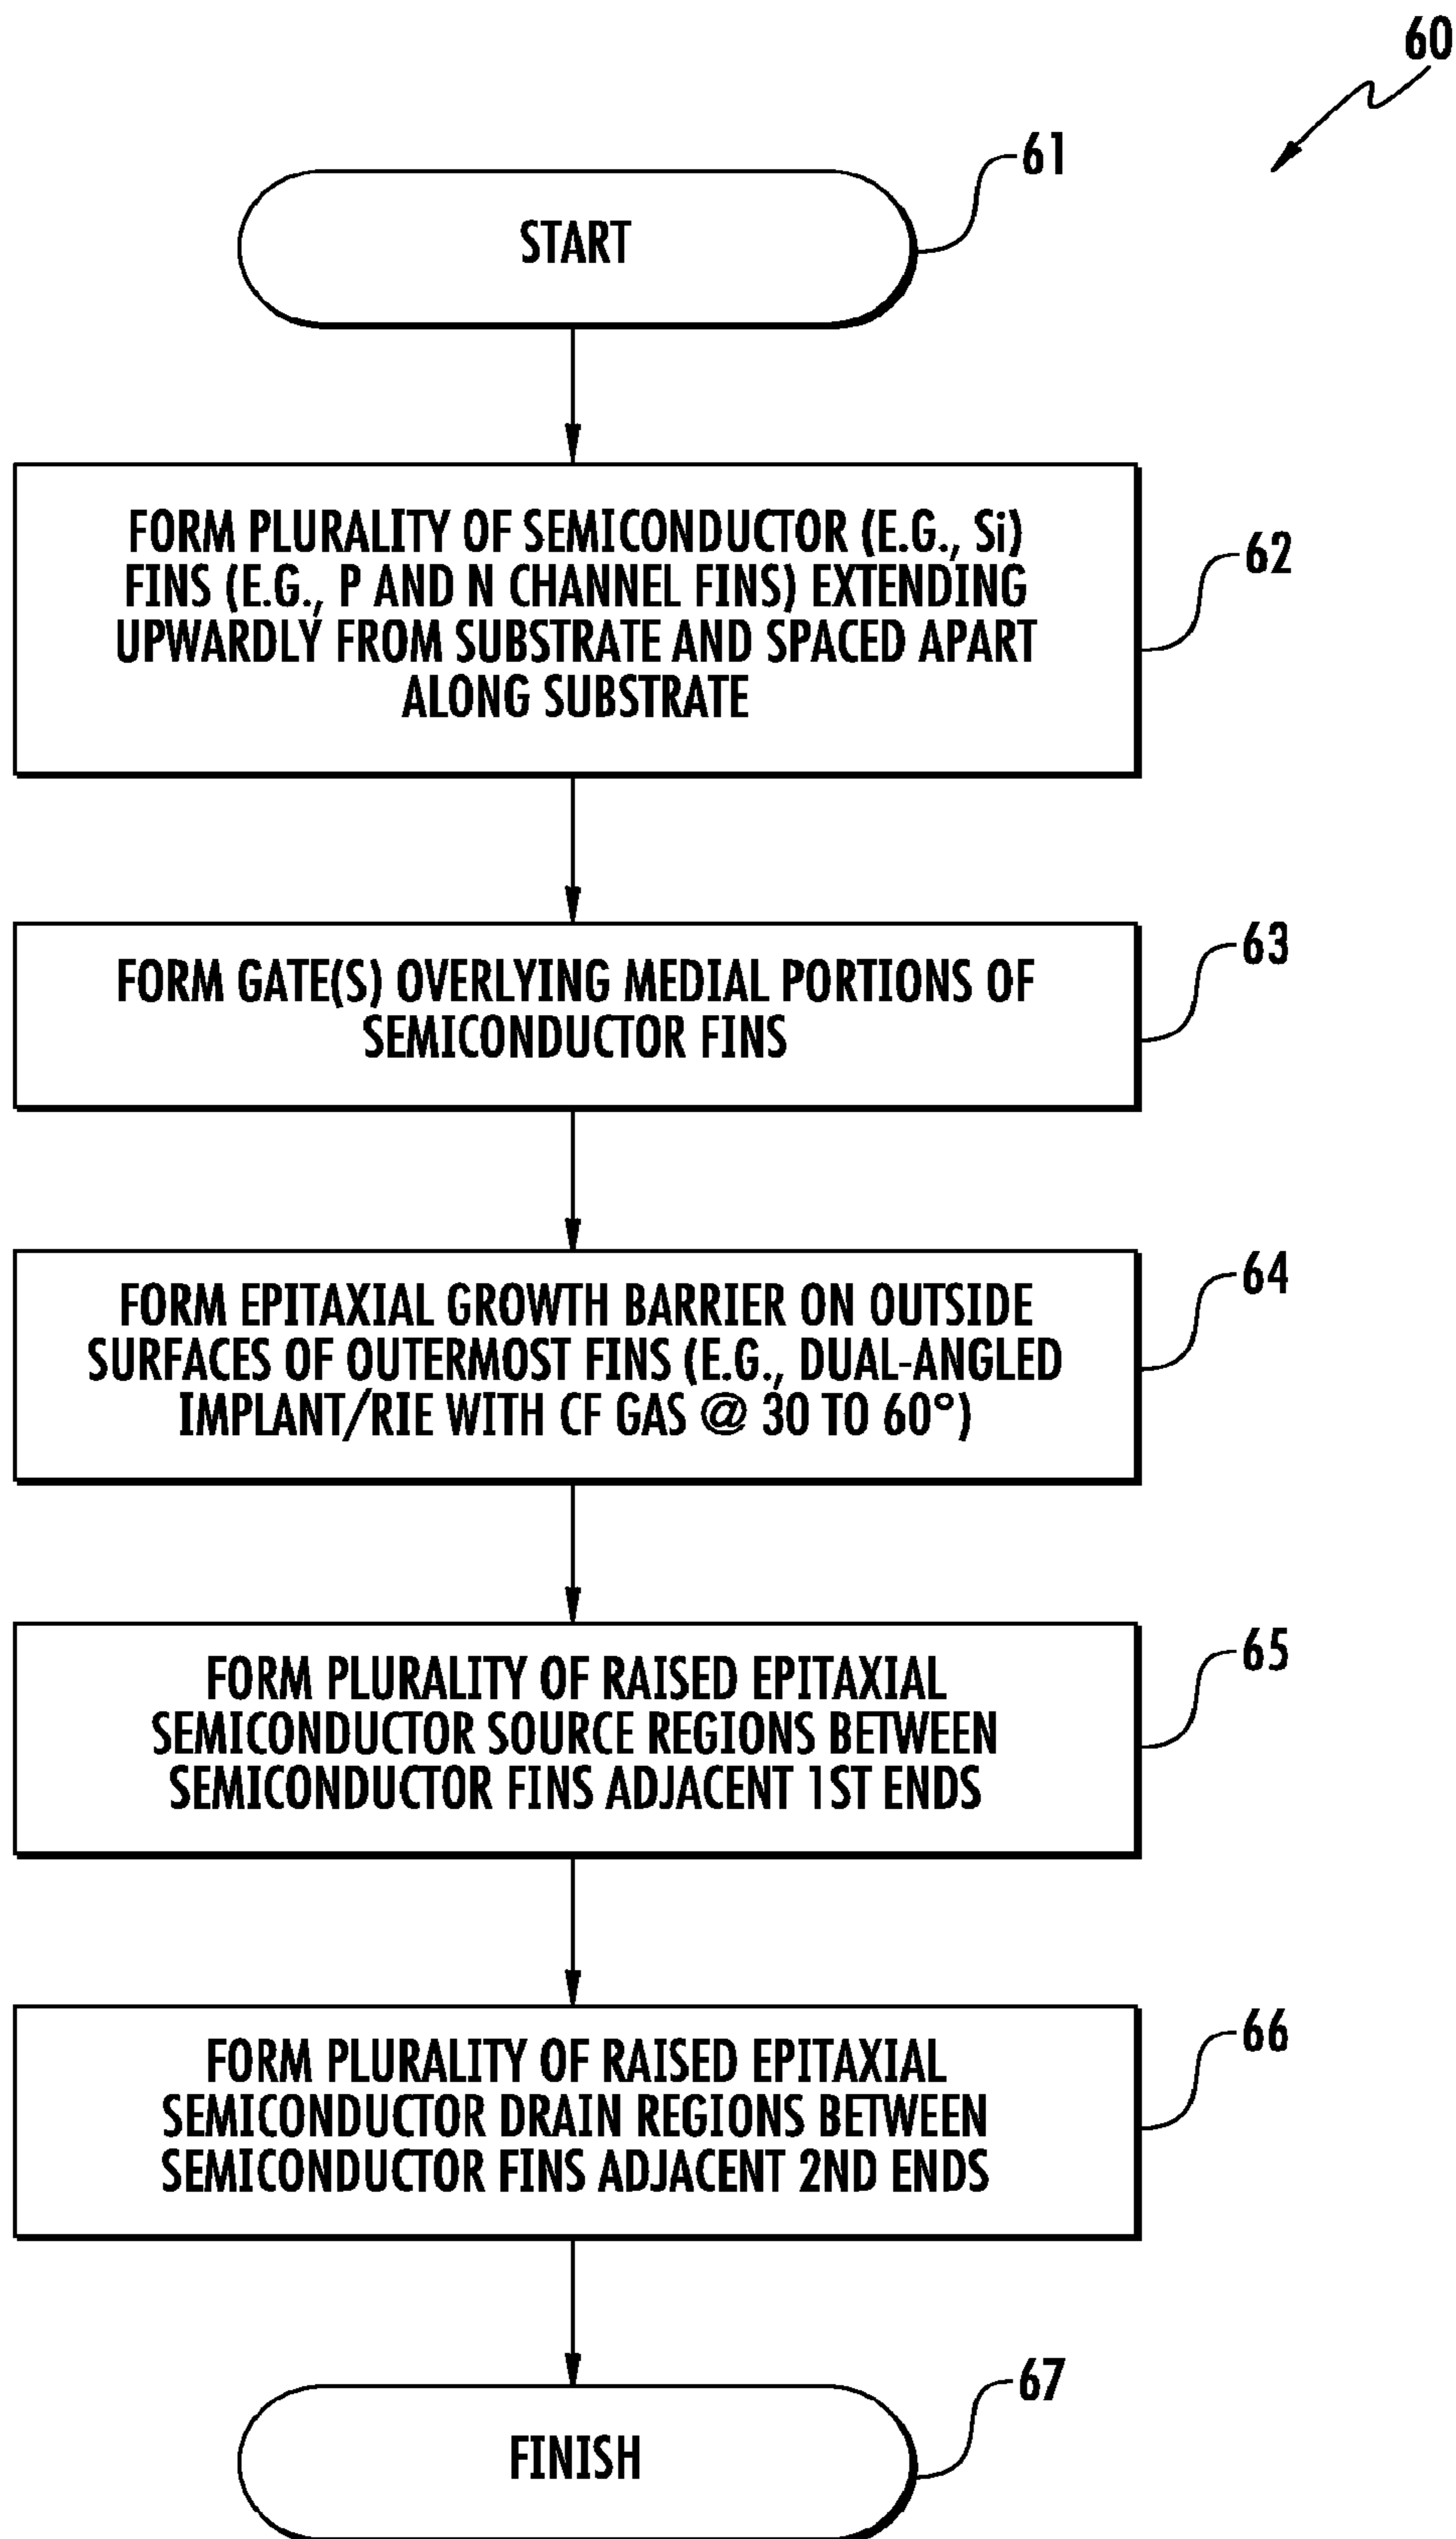 60
61
START
FORM PLURALITY OF SEMICONDUCTOR (E.G., Si)
FINS (E.G., P AND N CHANNEL FINS) EXTENDING
UPWARDLY FROM SUBSTRATE AND SPACED APART
ALONG SUBSTRATE
62
FORM GATE(S) OVERLYING MEDIAL PORTIONS OF
SEMICONDUCTOR FINS
63
FORM EPITAXIAL GROWTH BARRIER ON OUTSIDE
SURFACES OF OUTERMOST FINS (E.G., DUAL-ANGLED
IMPLANT/RIE WITH CF GAS @ 30 TO 60°)
64
FORM PLURALITY OF RAISED EPITAXIAL
SEMICONDUCTOR SOURCE REGIONS BETWEEN
SEMICONDUCTOR FINS ADJACENT 1ST ENDS
65
FORM PLURALITY OF RAISED EPITAXIAL
SEMICONDUCTOR DRAIN REGIONS BETWEEN
SEMICONDUCTOR FINS ADJACENT 2ND ENDS
66
67
FINISH